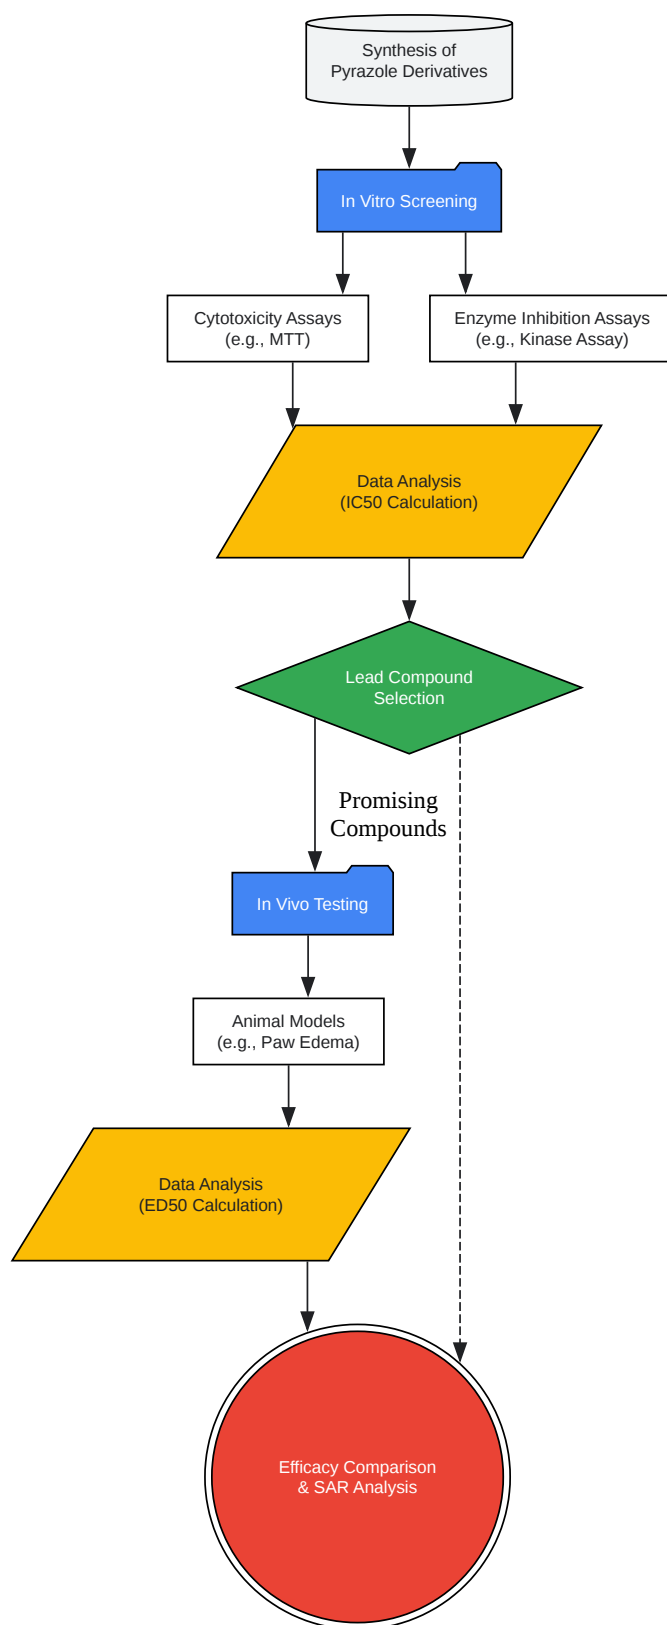 Synthesis of
Pyrazole Derivatives
In Vitro Screening
Cytotoxicity Assays
(e.g., MTT)
Enzyme Inhibition Assays
(e.g., Kinase Assay)
Data Analysis
(IC50 Calculation)
Lead Compound
Selection
Promising
Compounds
In Vivo Testing
Animal Models
(e.g., Paw Edema)
Data Analysis
(ED50 Calculation)
Efficacy Comparison
& SAR Analysis